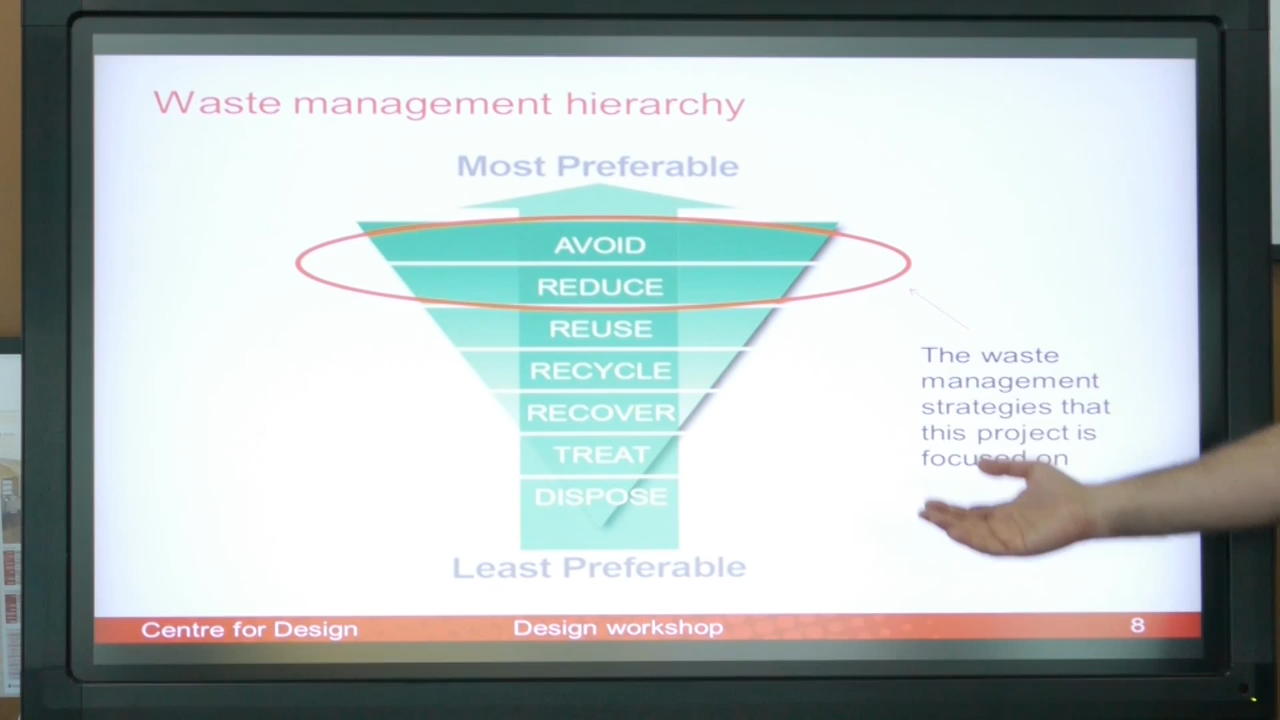 Waste management hierarchy
Most Preferable
AVOID
REDUCE
REUSE
RECYCLE
RECOVER
TREAT
DISPOSE
Least Preferable
The waste
management
strategies that
this project is
focused on
Centre for Design
Design workshop
8